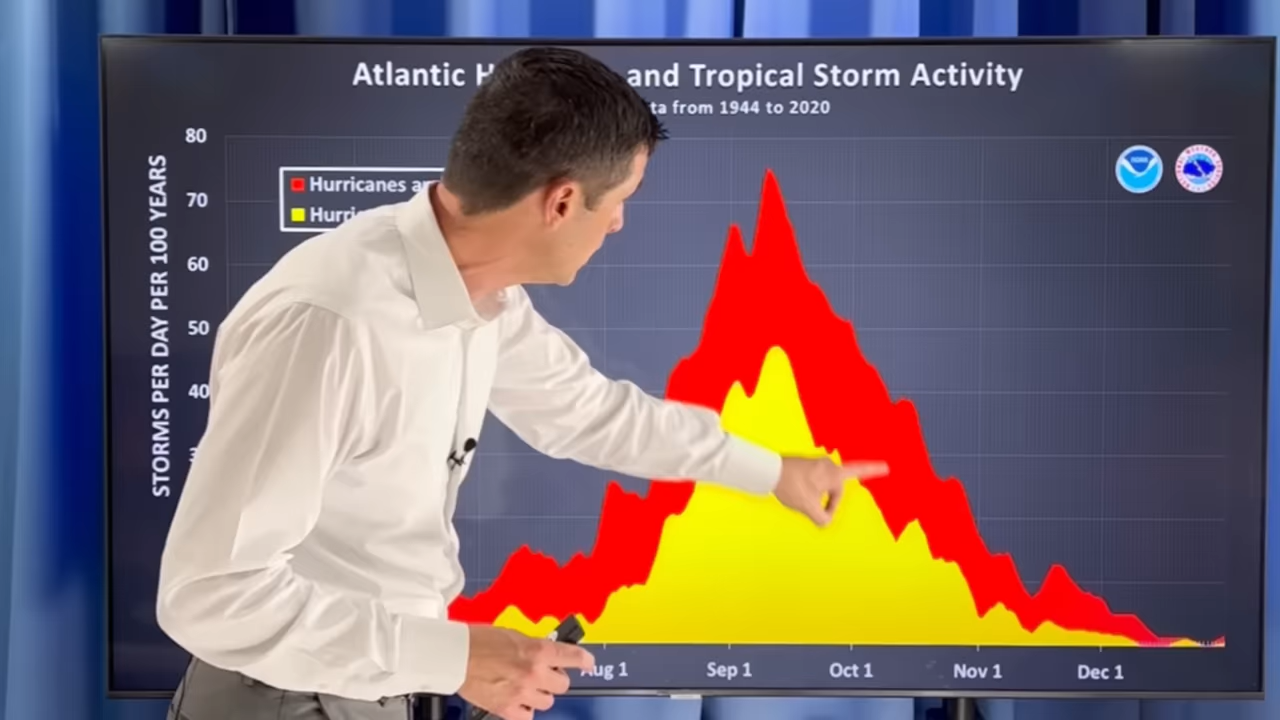 Atlantic H and Tropical Storm Activity
ta from 1944 to 2020
80
70
60
50
40
STORMS PER DAY PER 100 YEARS
Hurricanes a
Hurri
Aug 1 Sep 1 Oct 1 Nov 1 Dec 1